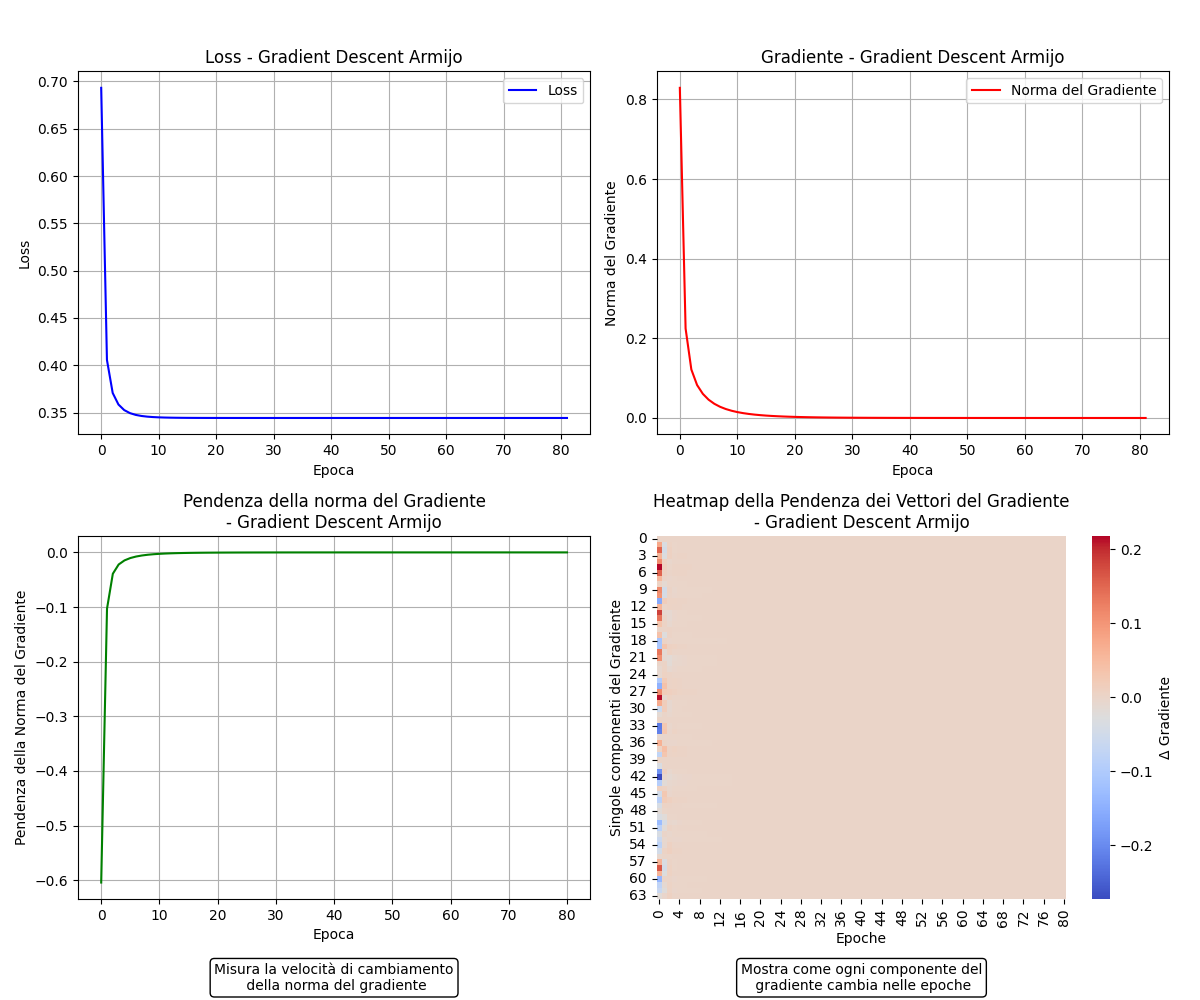 Loss - Gradient Descent Armijo
0.70
0.65
0.60
0.55
0.50
0.45
0.40
0.35
Loss
Loss
0 10 20 30 40 50 60 70 80
Epoca
Gradiente - Gradient Descent Armijo
0.8
0.6
0.4
0.2
0.0
Norma del Gradiente
Norma del Gradiente
0 10 20 30 40 50 60 70 80
Epoca
Pendenza della norma del Gradiente
- Gradient Descent Armijo
0.0
−0.1
−0.2
−0.3
−0.4
−0.5
−0.6
Pendenza della Norma del Gradiente
0 10 20 30 40 50 60 70 80
Epoca
Misura la velocità di cambiamento
della norma del gradiente
Heatmap della Pendenza dei Vettori del Gradiente
- Gradient Descent Armijo
0
3
6
9
12
15
18
21
24
27
30
33
36
39
42
45
48
51
54
57
60
63
Singole componenti del Gradiente
0 4 8 12 16 20 24 28 32 36 40 44 48 52 56 60 64 68 72 76 80
Epoche
0.2
0.1
0.0
−0.1
−0.2
Δ Gradiente
Mostra come ogni componente del
gradiente cambia nelle epoche